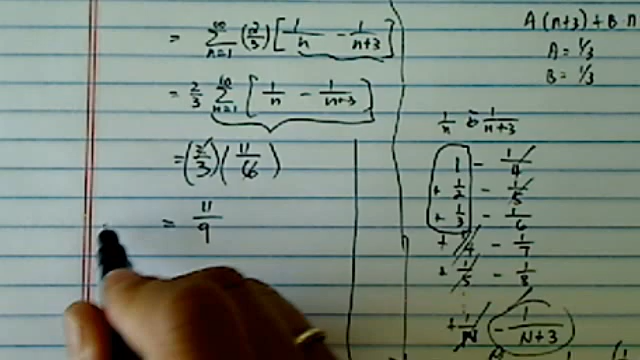 = ∞Σn=1 (2/3) [1/n - 1/n+3]
= 2/3 ∞Σn=1 [1/n - 1/n+3]
= (2/3) (11/6)
= 11/9
A (n+3) + B n
A = 1/3
B = 1/3
1/n 1/n+3
1 - 1/4
+ 1/2 - 1/5
+ 1/3 - 1/6
+ 1/4 - 1/7
+ 1/5 - 1/8
+ 1/N - 1/N+3